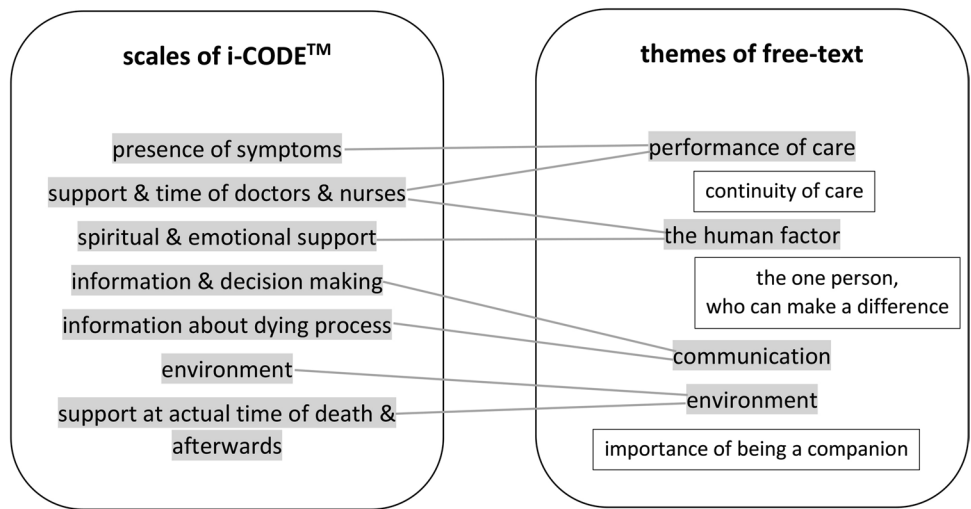 scales of i-CODE™
presence of symptoms
support & time of doctors & nurses
spiritual & emotional support
information & decision making
information about dying process
environment
support at actual time of death &
afterwards
themes of free-text
performance of care
continuity of care
the human factor
the one person,
who can make a difference
communication
environment
importance of being a companion